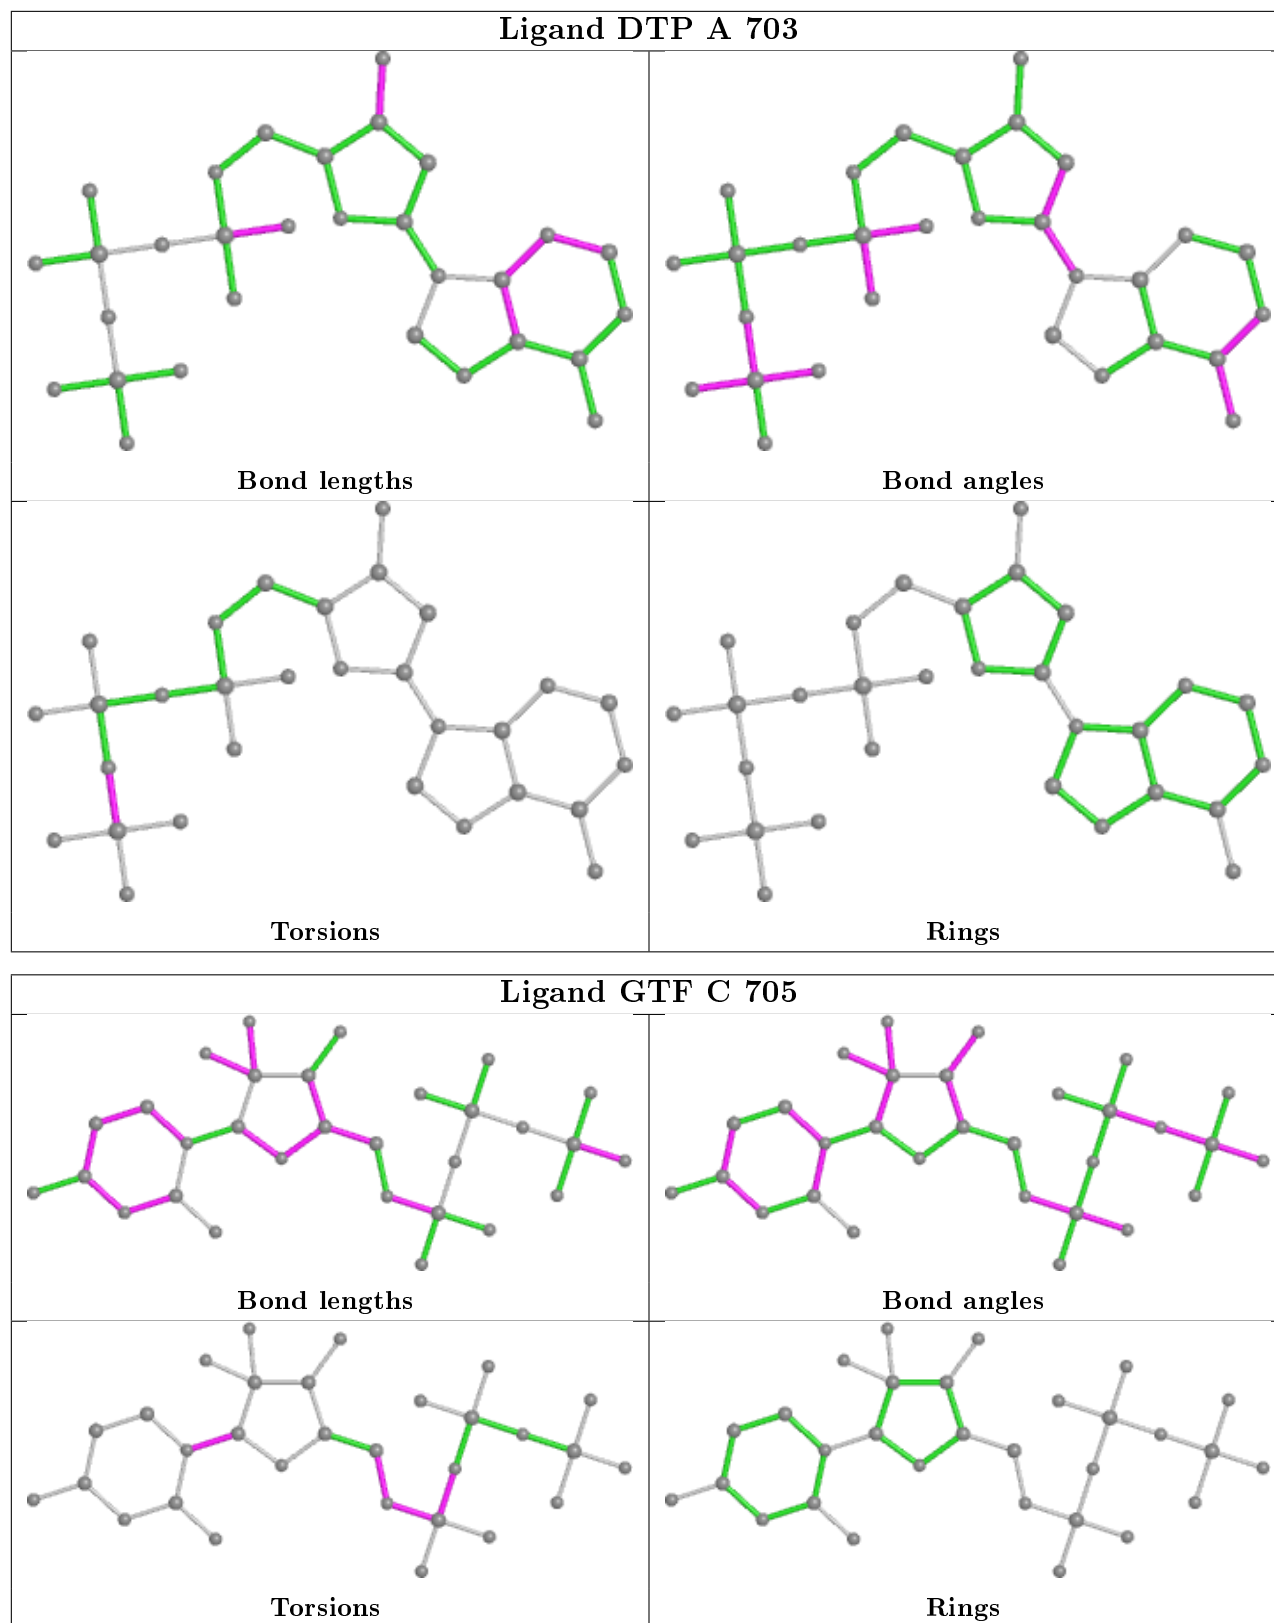 Ligand DTP A 703
Bond lengths
Bond angles
Torsions
Rings
Ligand GTF C 705
Bond lengths
Bond angles
Torsions
Rings